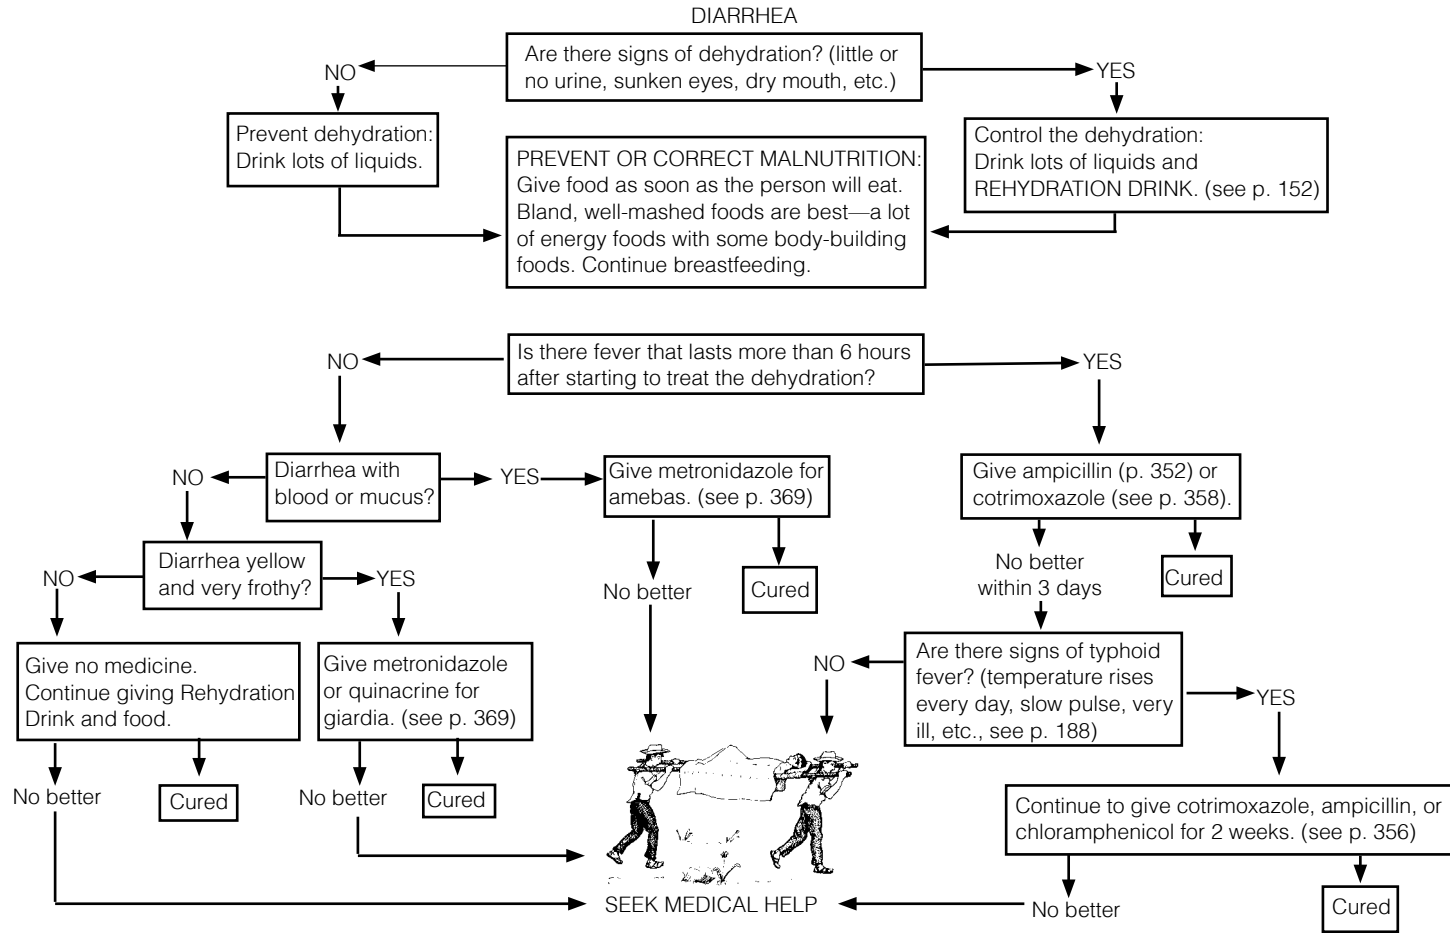 DIARRHEA
Are there signs of dehydration? (little or
no urine, sunken eyes, dry mouth, etc.)
NO
YES
Prevent dehydration:
Drink lots of liquids.
Control the dehydration:
Drink lots of liquids and
REHYDRATION DRINK. (see p. 152)
PREVENT OR CORRECT MALNUTRITION:
Give food as soon as the person will eat.
Bland, well-mashed foods are best—a lot
of energy foods with some body-building
foods. Continue breastfeeding.
Is there fever that lasts more than 6 hours
after starting to treat the dehydration?
NO
YES
Diarrhea with
blood or mucus?
NO
YES
Give metronidazole for
amebas. (see p. 369)
Give ampicillin (p. 352) or
cotrimoxazole (see p. 358).
Diarrhea yellow
and very frothy?
NO
YES
No better
Cured
No better
within 3 days
Cured
Give no medicine.
Continue giving Rehydration
Drink and food.
Give metronidazole
or quinacrine for
giardia. (see p. 369)
Are there signs of typhoid
fever? (temperature rises
every day, slow pulse, very
ill, etc., see p. 188)
NO
YES
No better
Cured
No better
Cured
Continue to give cotrimoxazole, ampicillin, or
chloramphenicol for 2 weeks. (see p. 356)
SEEK MEDICAL HELP
No better
Cured